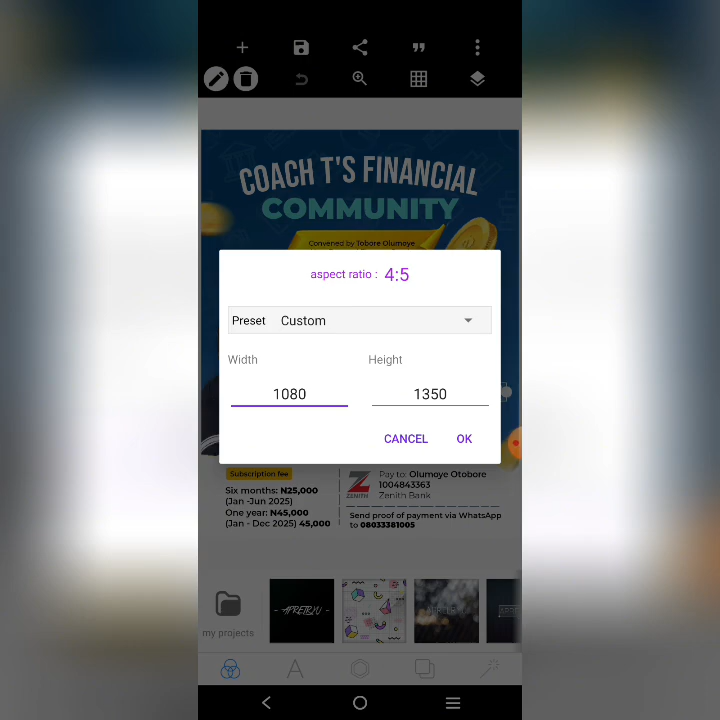 COACH T'S FINANCIAL
COMMUNITY
Convened by Tobore Olumoye
aspect ratio : 4:5
Preset Custom
Width Height
1080 1350
CANCEL OK
Subscription fee
Six months: N25,000
(Jan -Jun 2025)
One year: N45,000
(Jan - Dec 2025) 45,000
ZENITH
Pay to: Olumoye Otobore
1004843363
Zenith Bank
Send proof of payment via WhatsApp
to 08033381005
my projects